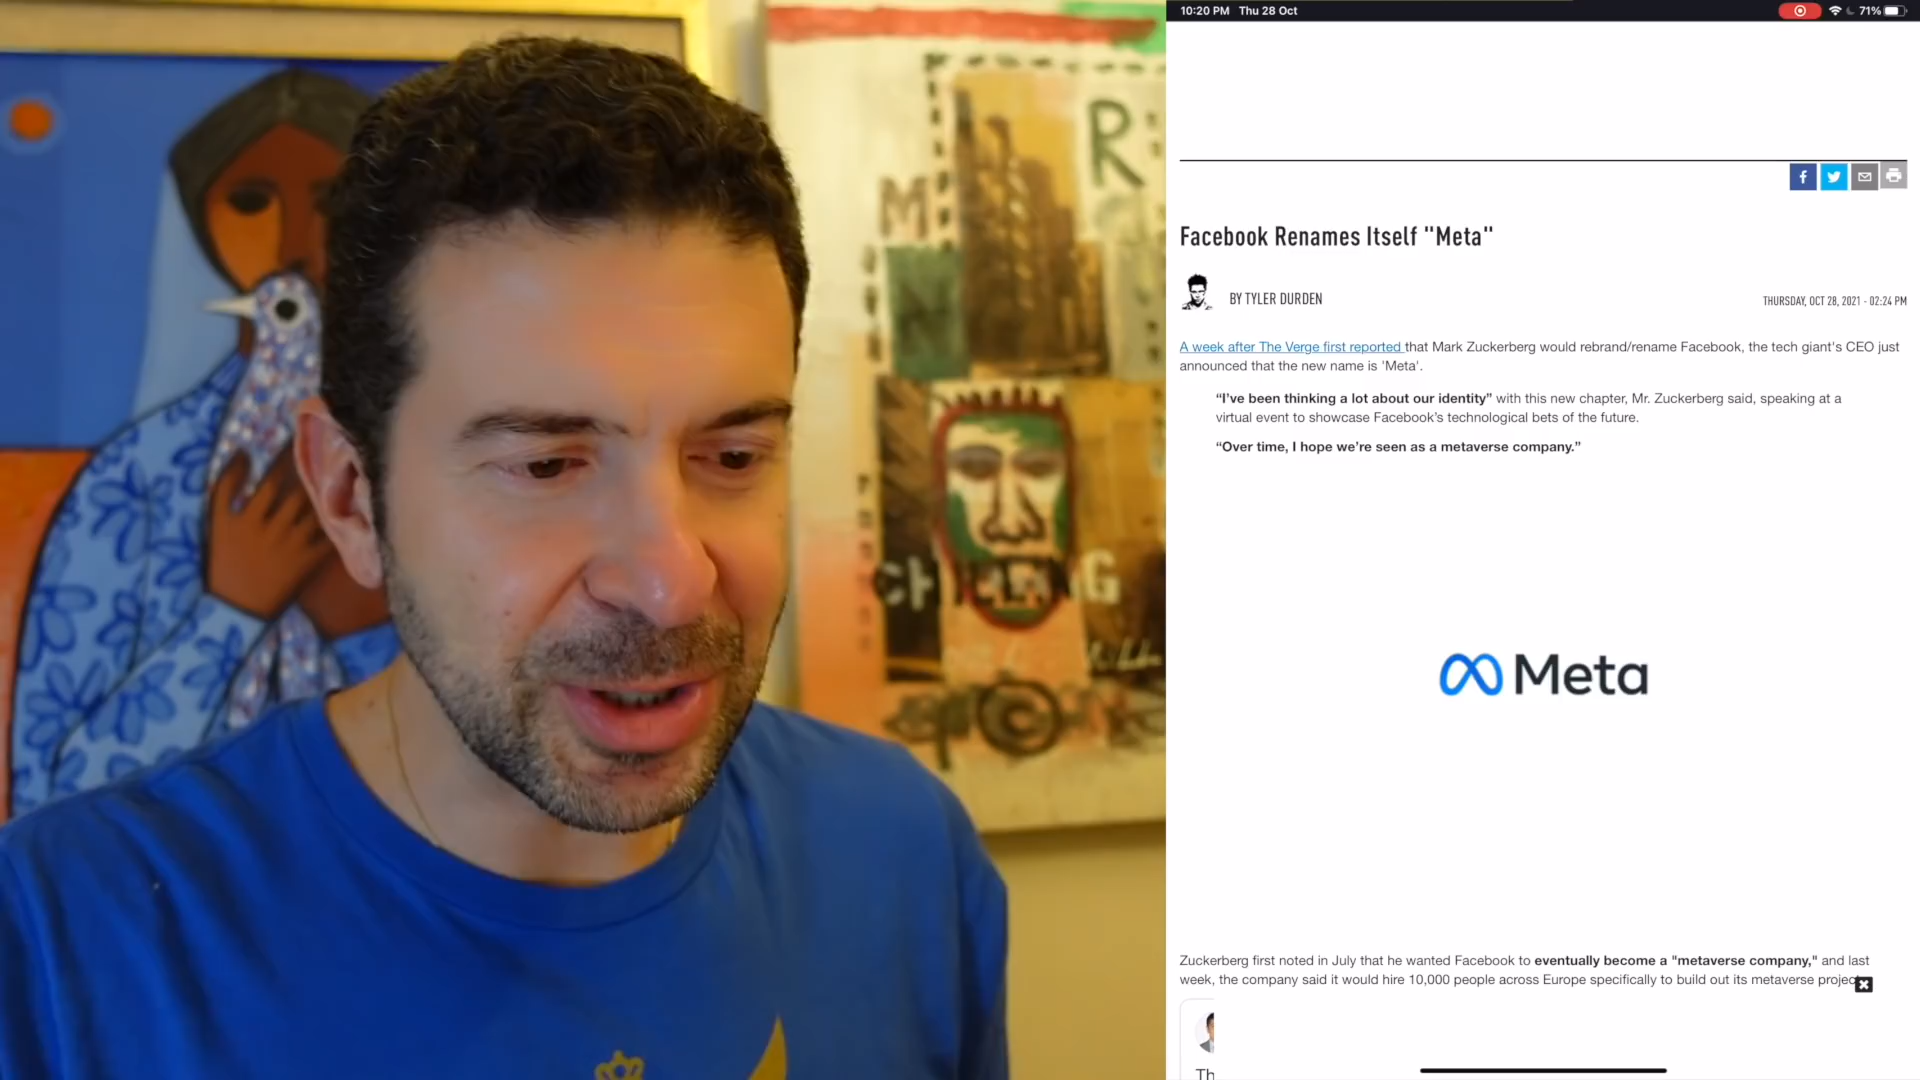 10:20 PM Thu 28 Oct
71%
Facebook Renames Itself "Meta"
BY TYLER DURDEN
THURSDAY, OCT 28, 2021 - 02:24 PM
A week after The Verge first reported that Mark Zuckerberg would rebrand/rename Facebook, the tech giant's CEO just
announced that the new name is 'Meta'.
“I’ve been thinking a lot about our identity” with this new chapter, Mr. Zuckerberg said, speaking at a
virtual event to showcase Facebook’s technological bets of the future.
“Over time, I hope we’re seen as a metaverse company.”
Meta
Zuckerberg first noted in July that he wanted Facebook to eventually become a "metaverse company," and last
week, the company said it would hire 10,000 people across Europe specifically to build out its metaverse
Th
R
M